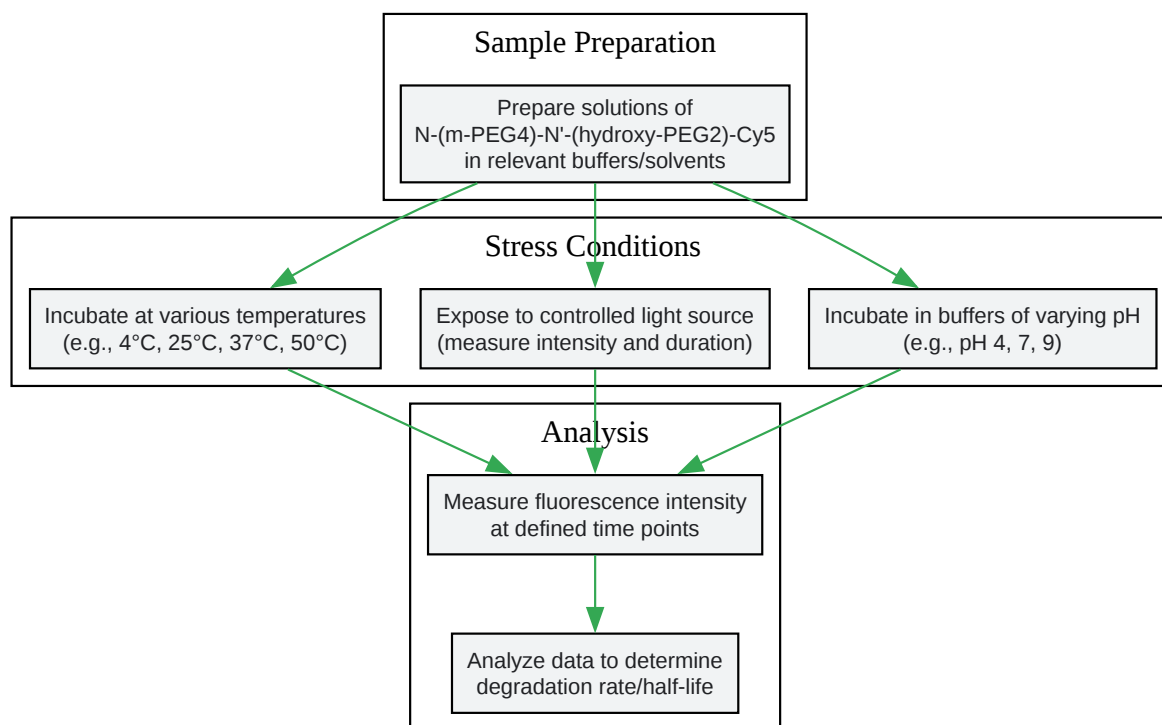 Sample Preparation
Prepare solutions of
N-(m-PEG4)-N'-(hydroxy-PEG2)-Cy5
in relevant buffers/solvents
Stress Conditions
Incubate at various temperatures
(e.g., 4°C, 25°C, 37°C, 50°C)
Expose to controlled light source
(measure intensity and duration)
Incubate in buffers of varying pH
(e.g., pH 4, 7, 9)
Analysis
Measure fluorescence intensity
at defined time points
Analyze data to determine
degradation rate/half-life